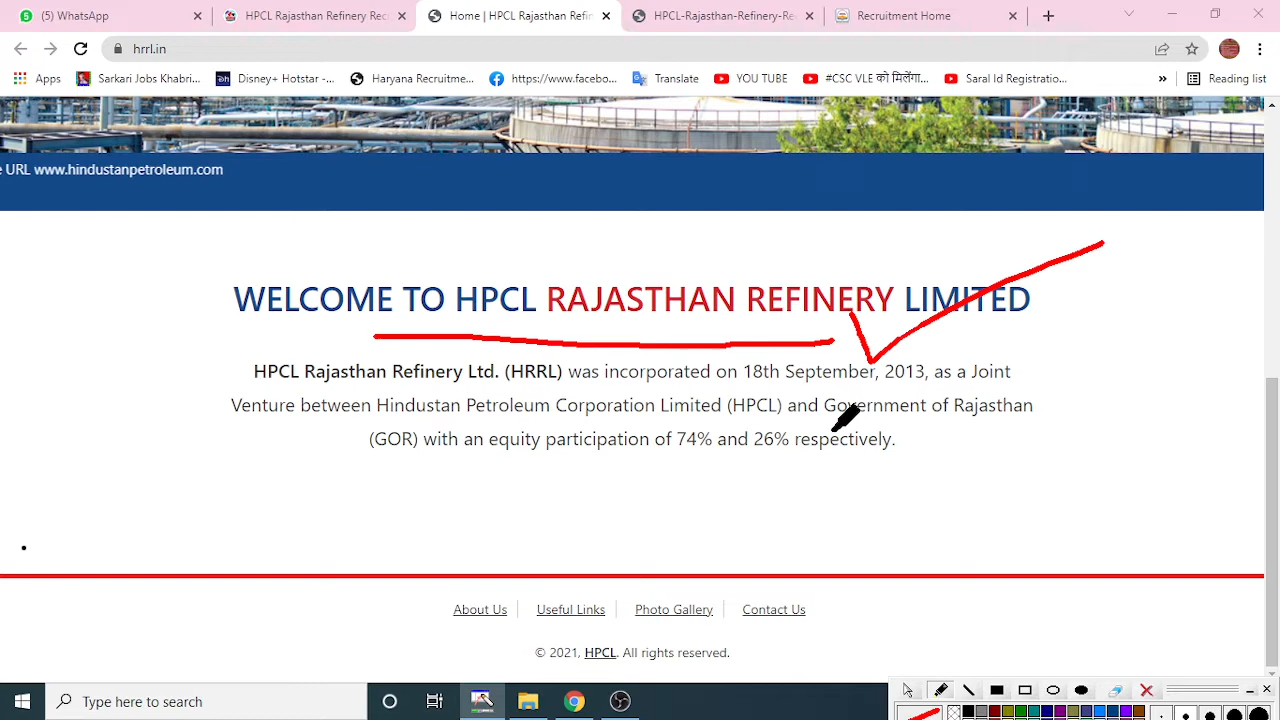 (5) WhatsApp
HPCL Rajasthan Refinery Rec
Home | HPCL Rajasthan Refin
HPCL-Rajasthan-Refinery-Re
Recruitment Home
hrrl.in
Apps
Sarkari Jobs Khabri...
Disney+ Hotstar -...
Haryana Recruitme...
https://www.facebo...
Translate
YOU TUBE
#CSC VLE को मिलेंगा...
Saral Id Registratio...
»
Reading list
e URL www.hindustanpetroleum.com
WELCOME TO HPCL RAJASTHAN REFINERY LIMITED
HPCL Rajasthan Refinery Ltd. (HRRL) was incorporated on 18th September, 2013, as a Joint
Venture between Hindustan Petroleum Corporation Limited (HPCL) and Government of Rajasthan
(GOR) with an equity participation of 74% and 26% respectively.
About Us
Useful Links
Photo Gallery
Contact Us
© 2021, HPCL. All rights reserved.
Type here to search